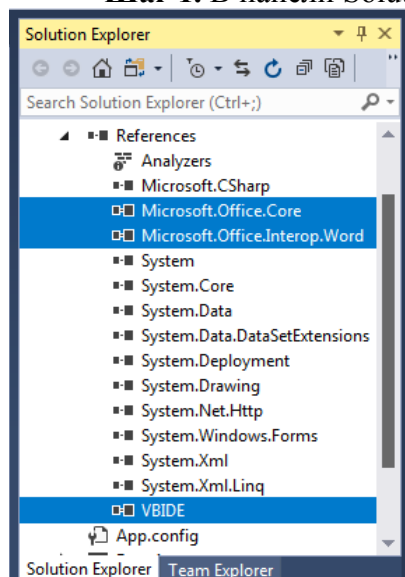 Solution Explorer
Search Solution Explorer (Ctrl+;)
References
Analyzers
Microsoft.CSharp
Microsoft.Office.Core
Microsoft.Office.Interop.Word
System
System.Core
System.Data
System.Data.DataSetExtensions
System.Deployment
System.Drawing
System.Net.Http
System.Windows.Forms
System.Xml
System.Xml.Linq
VBIDE
App.config
Solution Explorer Team Explorer